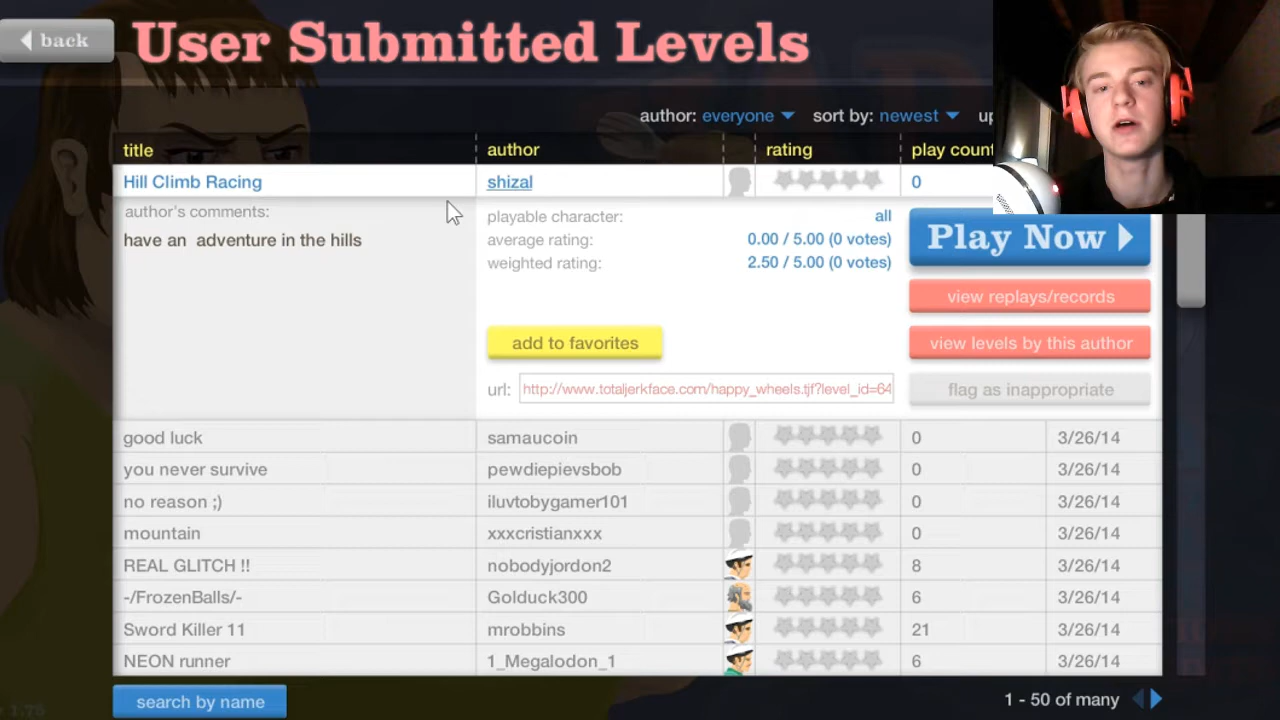 back
User Submitted Levels
author: everyone sort by: newest up
title author rating play count
Hill Climb Racing shizal 0
author's comments:
have an adventure in the hills
playable character: all
average rating: 0.00 / 5.00 (0 votes)
weighted rating: 2.50 / 5.00 (0 votes)
Play Now
view replays/records
add to favorites
view levels by this author
url: http://www.totaljerkface.com/happy_wheels.tjf?level_id=64
flag as inappropriate
good luck samaucoin 0 3/26/14
you never survive pewdiepievsbob 0 3/26/14
no reason ;) iluvtobygamer101 0 3/26/14
mountain xxxcristianxxx 0 3/26/14
REAL GLITCH !! nobodyjordon2 8 3/26/14
-/FrozenBalls/- Golduck300 6 3/26/14
Sword Killer 11 mrobbins 21 3/26/14
NEON runner 1_Megalodon_1 6 3/26/14
search by name
1 - 50 of many